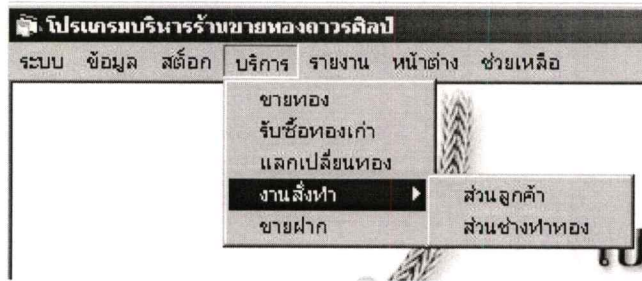 โปรแกรมบริหารร้านขายทองถาวรศิลป์
ระบบ ข้อมูล สต็อก บริการ รายงาน หน้าต่าง ช่วยเหลือ
ขายทอง
รับซื้อทองเก่า
แลกเปลี่ยนทอง
งานสั่งทำ
ส่วนลูกค้า
ส่วนช่างทำทอง
ขายฝาก